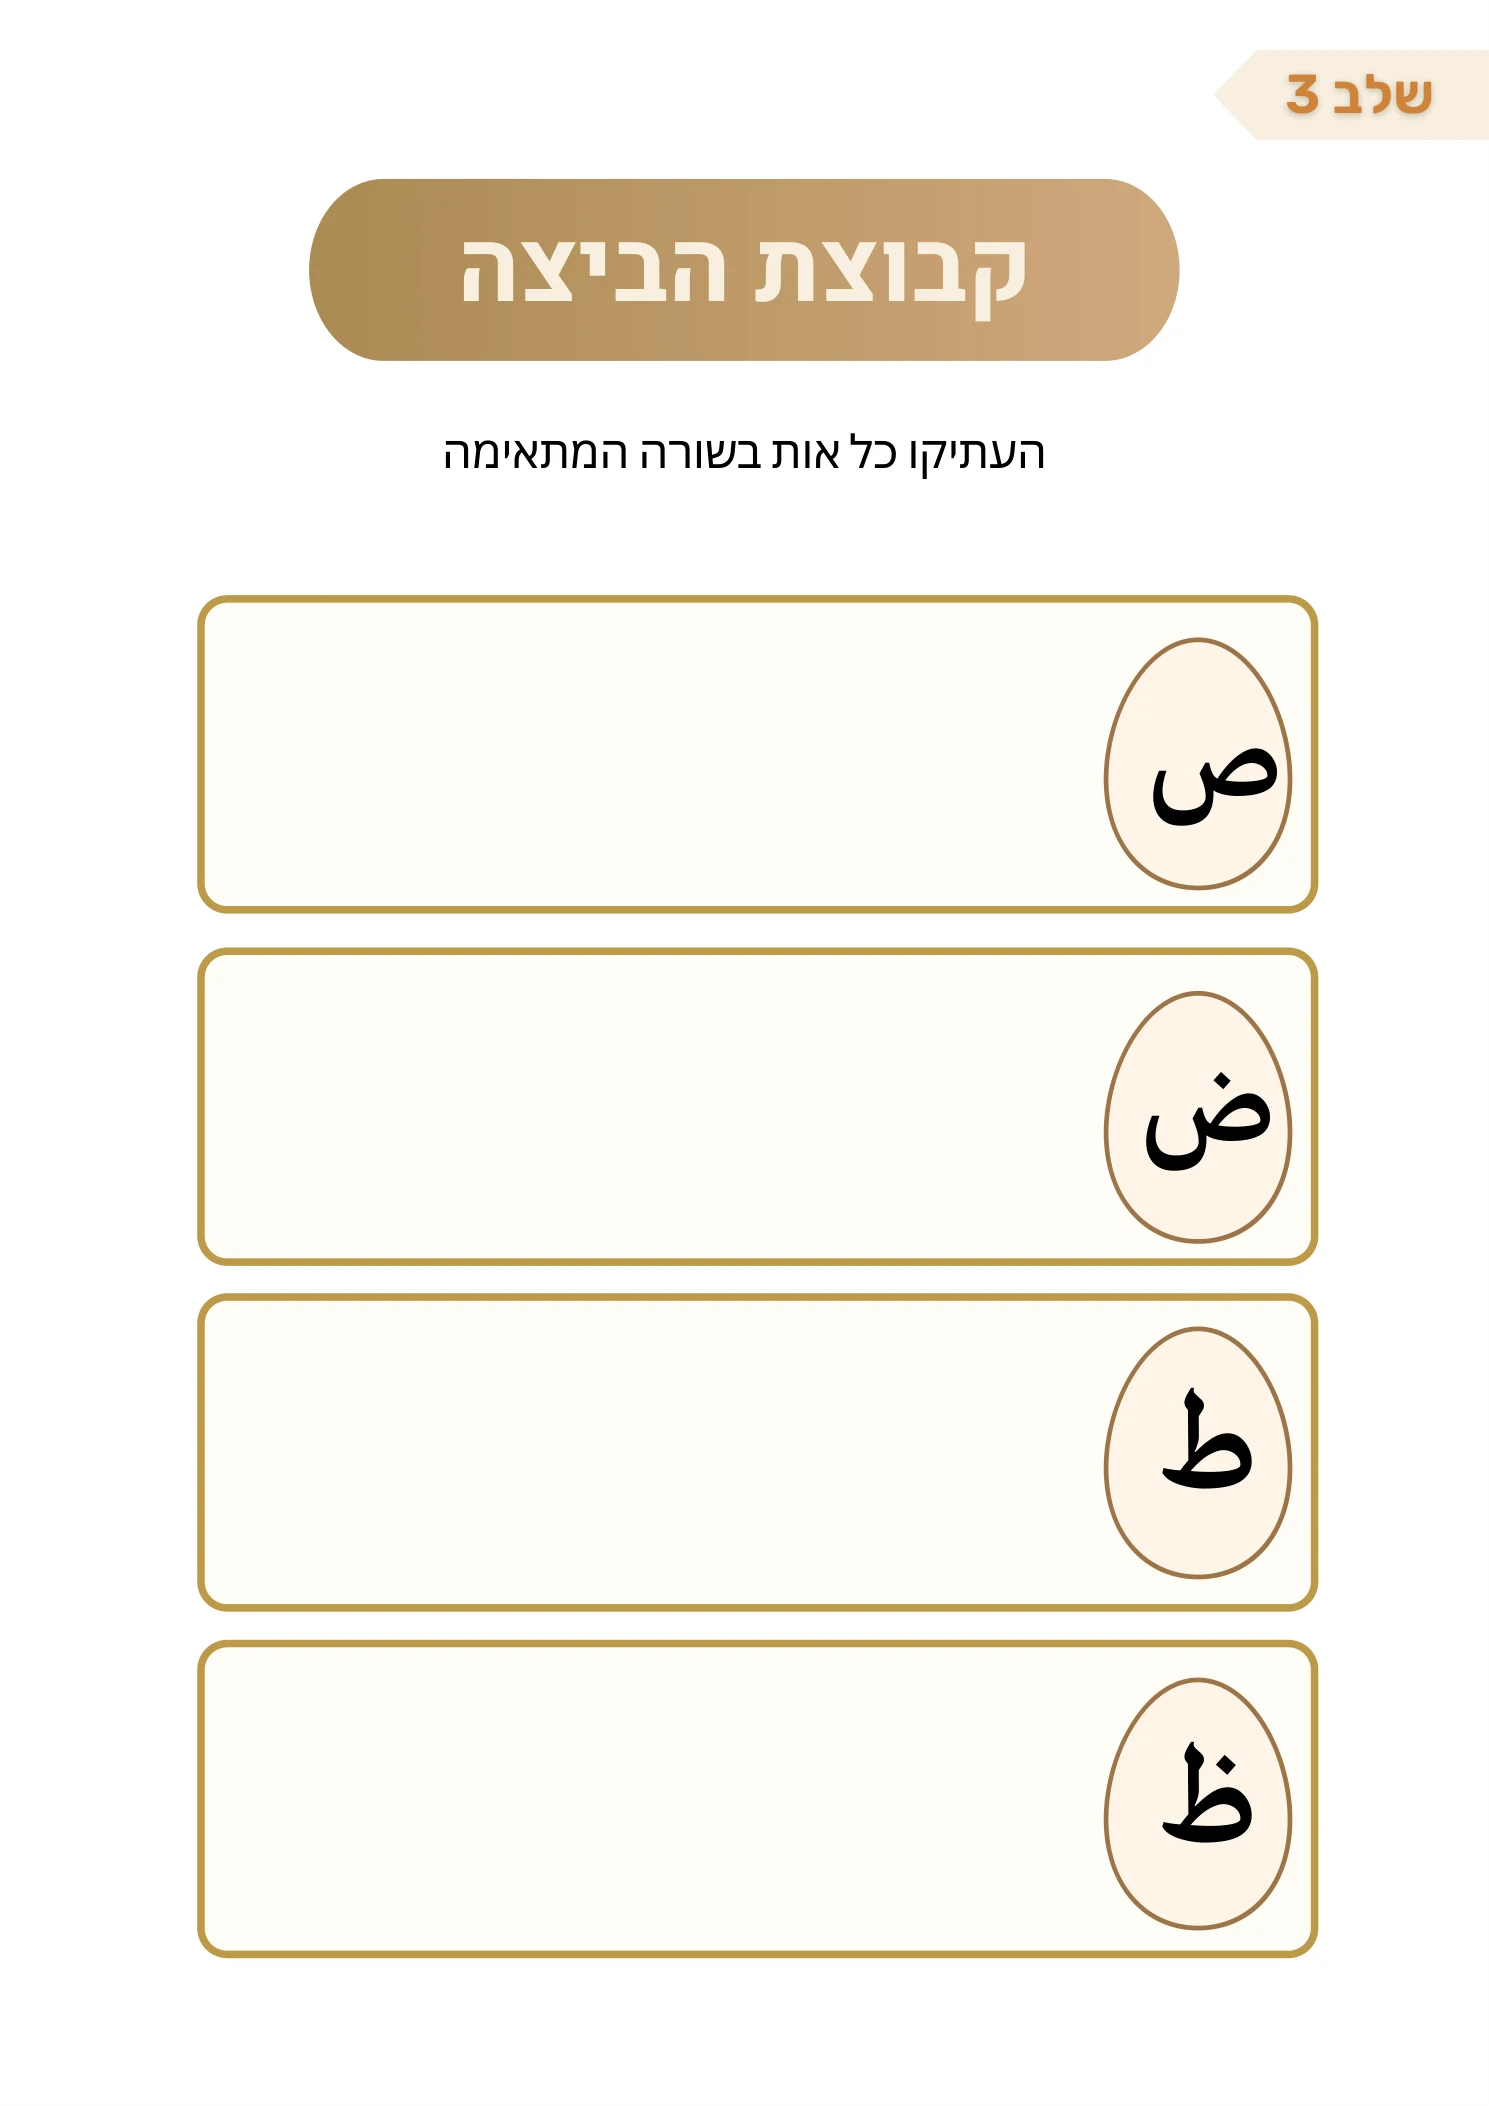 שלב 3
קבוצת הביצה
העתיקו כל אות בשורה המתאימה
ص
ض
ط
ظ